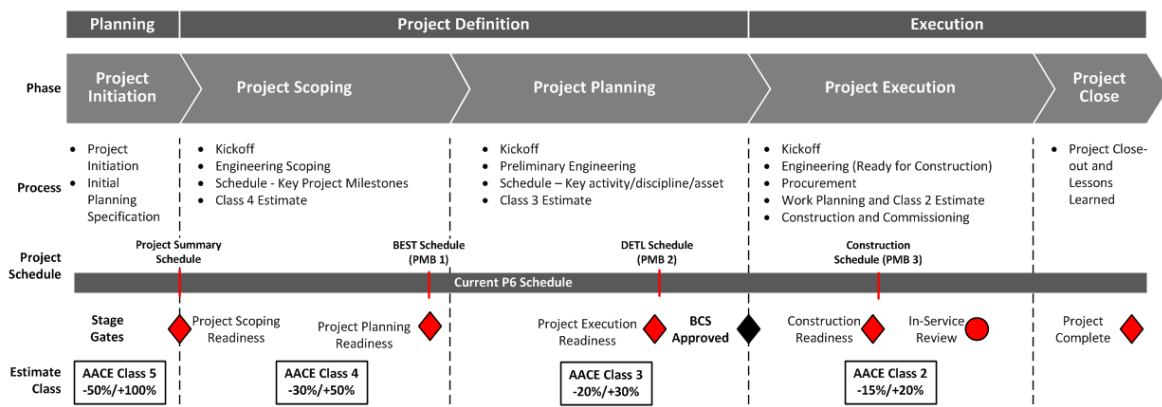 Planning
Project Definition
Execution
Phase
Project
Initiation
Project Scoping
Project Planning
Project Execution
Project
Close
Process
• Project
Initiation
• Initial
Planning
Specification
• Kickoff
• Engineering Scoping
• Schedule - Key Project Milestones
• Class 4 Estimate
• Kickoff
• Preliminary Engineering
• Schedule – Key activity/discipline/asset
• Class 3 Estimate
• Kickoff
• Engineering (Ready for Construction)
• Procurement
• Work Planning and Class 2 Estimate
• Construction and Commissioning
• Project Close-
out and
Lessons
Learned
Project
Schedule
Project Summary
Schedule
BEST Schedule
(PMB 1)
DETL Schedule
(PMB 2)
Construction
Schedule (PMB 3)
Current P6 Schedule
Stage
Gates
Project Scoping
Readiness
Project Planning
Readiness
Project Execution
Readiness
BCS
Approved
Construction
Readiness
In-Service
Review
Project
Complete
Estimate
Class
AACE Class 5
-50%/+100%
AACE Class 4
-30%/+50%
AACE Class 3
-20%/+30%
AACE Class 2
-15%/+20%